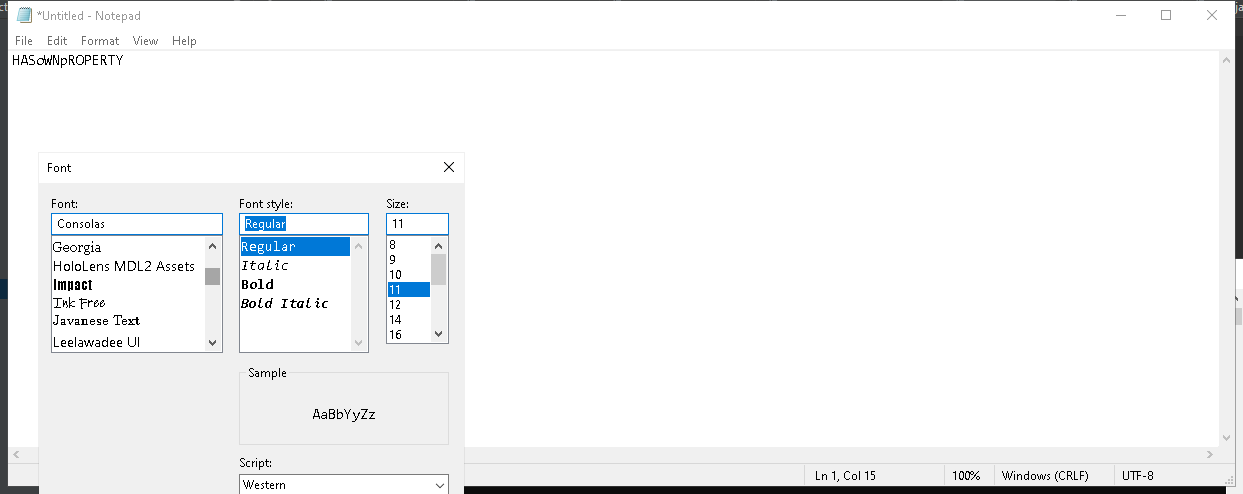 *Untitled - Notepad
File Edit Format View Help
HASoWNpROPERTY
Font
Font: Font style: Size:
Consolas Regular 11
Georgia
HoloLens MDL2 Assets
Impact
Ink Free
Javanese Text
Leelawadee UI
Regular
Italic
Bold
Bold Italic
8
9
10
11
12
14
16
Sample
AaBbYyZz
Script:
Western
Ln 1, Col 15 100% Windows (CRLF) UTF-8